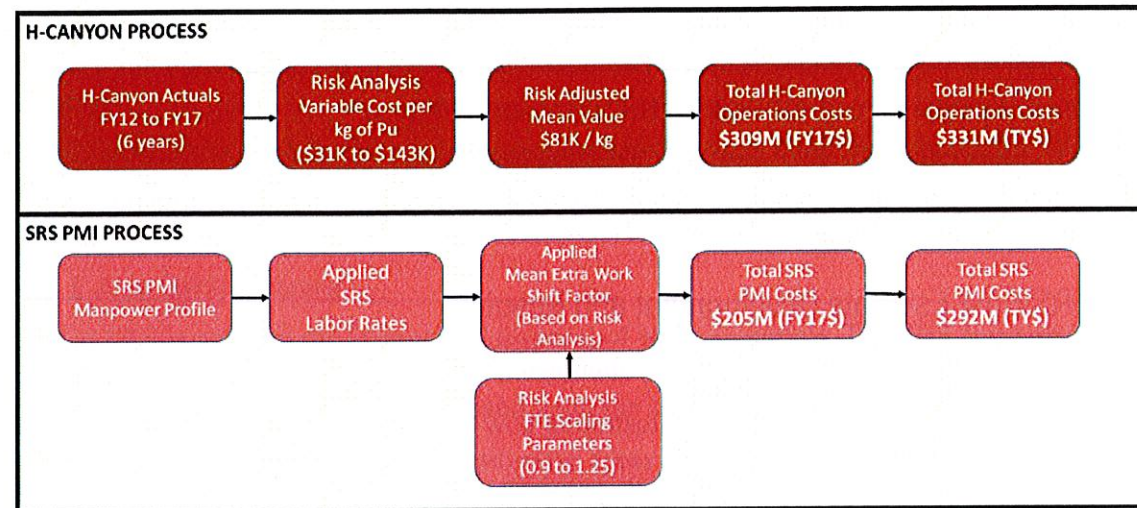 H-CANYON PROCESS
H-Canyon Actuals
FY12 to FY17
(6 years)
Risk Analysis
Variable Cost per
kg of Pu
($31K to $143K)
Risk Adjusted
Mean Value
$81K / kg
Total H-Canyon
Operations Costs
$309M (FY17$)
Total H-Canyon
Operations Costs
$331M (TY$)
SRS PMI PROCESS
SRS PMI
Manpower Profile
Applied
SRS
Labor Rates
Applied
Mean Extra Work
Shift Factor
(Based on Risk
Analysis)
Total SRS
PMI Costs
$205M (FY17$)
Total SRS
PMI Costs
$292M (TY$)
Risk Analysis
FTE Scaling
Parameters
(0.9 to 1.25)